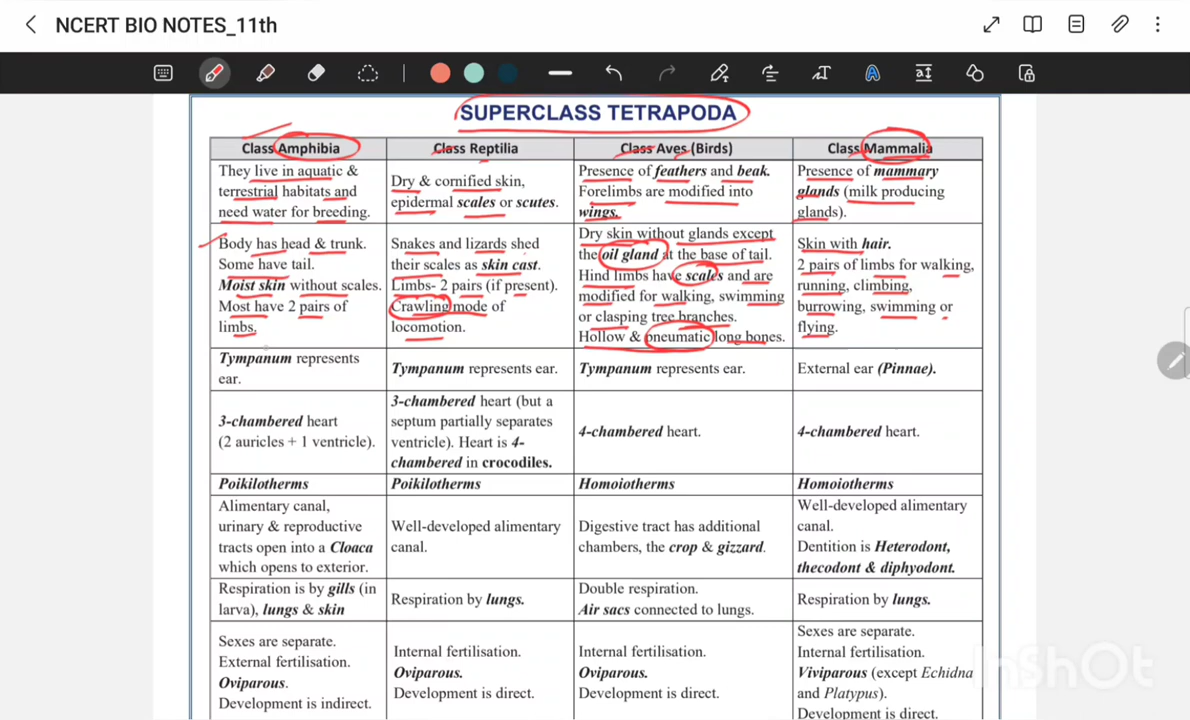 NCERT BIO NOTES_11th
SUPERCLASS TETRAPODA
Class Amphibia
Class Reptilia
Class Aves (Birds)
Class Mammalia
They live in aquatic &
terrestrial habitats and
need water for breeding.
Dry & cornified skin,
epidermal scales or scutes.
Presence of feathers and beak.
Forelimbs are modified into
wings.
Presence of mammary
glands (milk producing
glands).
Body has head & trunk.
Some have tail.
Moist skin without scales.
Most have 2 pairs of
limbs.
Snakes and lizards shed
their scales as skin cast.
Limbs- 2 pairs (if present).
Crawling mode of
locomotion.
Dry skin without glands except
the oil gland at the base of tail.
Hind limbs have scales and are
modified for walking, swimming
or clasping tree branches.
Hollow & pneumatic long bones.
Skin with hair.
2 pairs of limbs for walking,
running, climbing,
burrowing, swimming or
flying.
Tympanum represents
ear.
Tympanum represents ear.
Tympanum represents ear.
External ear (Pinnae).
3-chambered heart
(2 auricles + 1 ventricle).
3-chambered heart (but a
septum partially separates
ventricle). Heart is 4-
chambered in crocodiles.
4-chambered heart.
4-chambered heart.
Poikilotherms
Poikilotherms
Homoiotherms
Homoiotherms
Alimentary canal,
urinary & reproductive
tracts open into a Cloaca
which opens to exterior.
Well-developed alimentary
canal.
Digestive tract has additional
chambers, the crop & gizzard.
Well-developed alimentary
canal.
Dentition is Heterodont,
thecodont & diphyodont.
Respiration is by gills (in
larva), lungs & skin
Respiration by lungs.
Double respiration.
Air sacs connected to lungs.
Respiration by lungs.
Sexes are separate.
External fertilisation.
Oviparous.
Development is indirect.
Internal fertilisation.
Oviparous.
Development is direct.
Internal fertilisation.
Oviparous.
Development is direct.
Sexes are separate.
Internal fertilisation.
Viviparous (except Echidna
and Platypus).
Development is direct.
InShOt